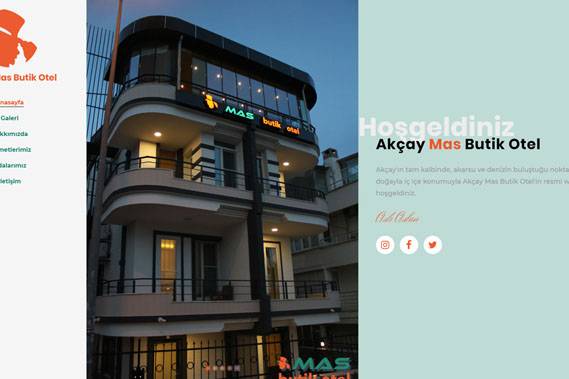 Mas Butik Otel
nasayfa
Galeri
kkımızda
metlerimiz
dalarımız
letişim
MAS
butik otel
Hoşgeldiniz
Akçay Mas Butik Otel
Akçay'ın tam kalbinde, akarsu ve denizin buluştuğu nokta
doğayla iç içe konumuyla Akçay Mas Butik Otel'in resmi w
hoşgeldiniz.
MAS
butik otel